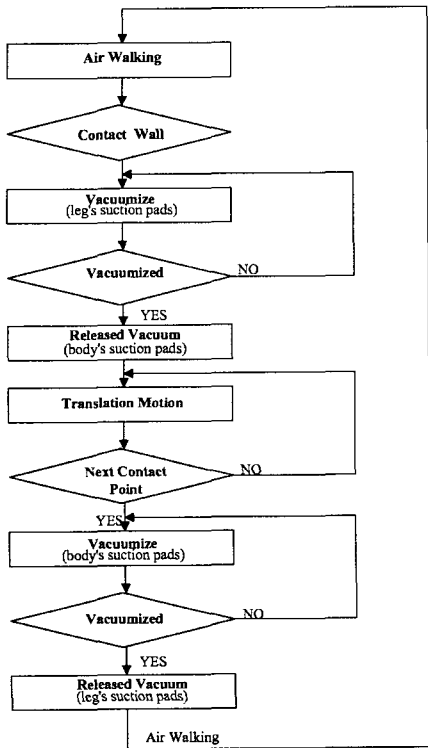 Air Walking
Contact Wall
Vacuumize
(leg's suction pads)
Vacuumized
NO
YES
Released Vacuum
(body's suction pads)
Translation Motion
Next Contact
Point
NO
YES
Vacuumize
(body's suction pads)
Vacuumized
NO
YES
Released Vacuum
(leg's suction pads)
Air Walking